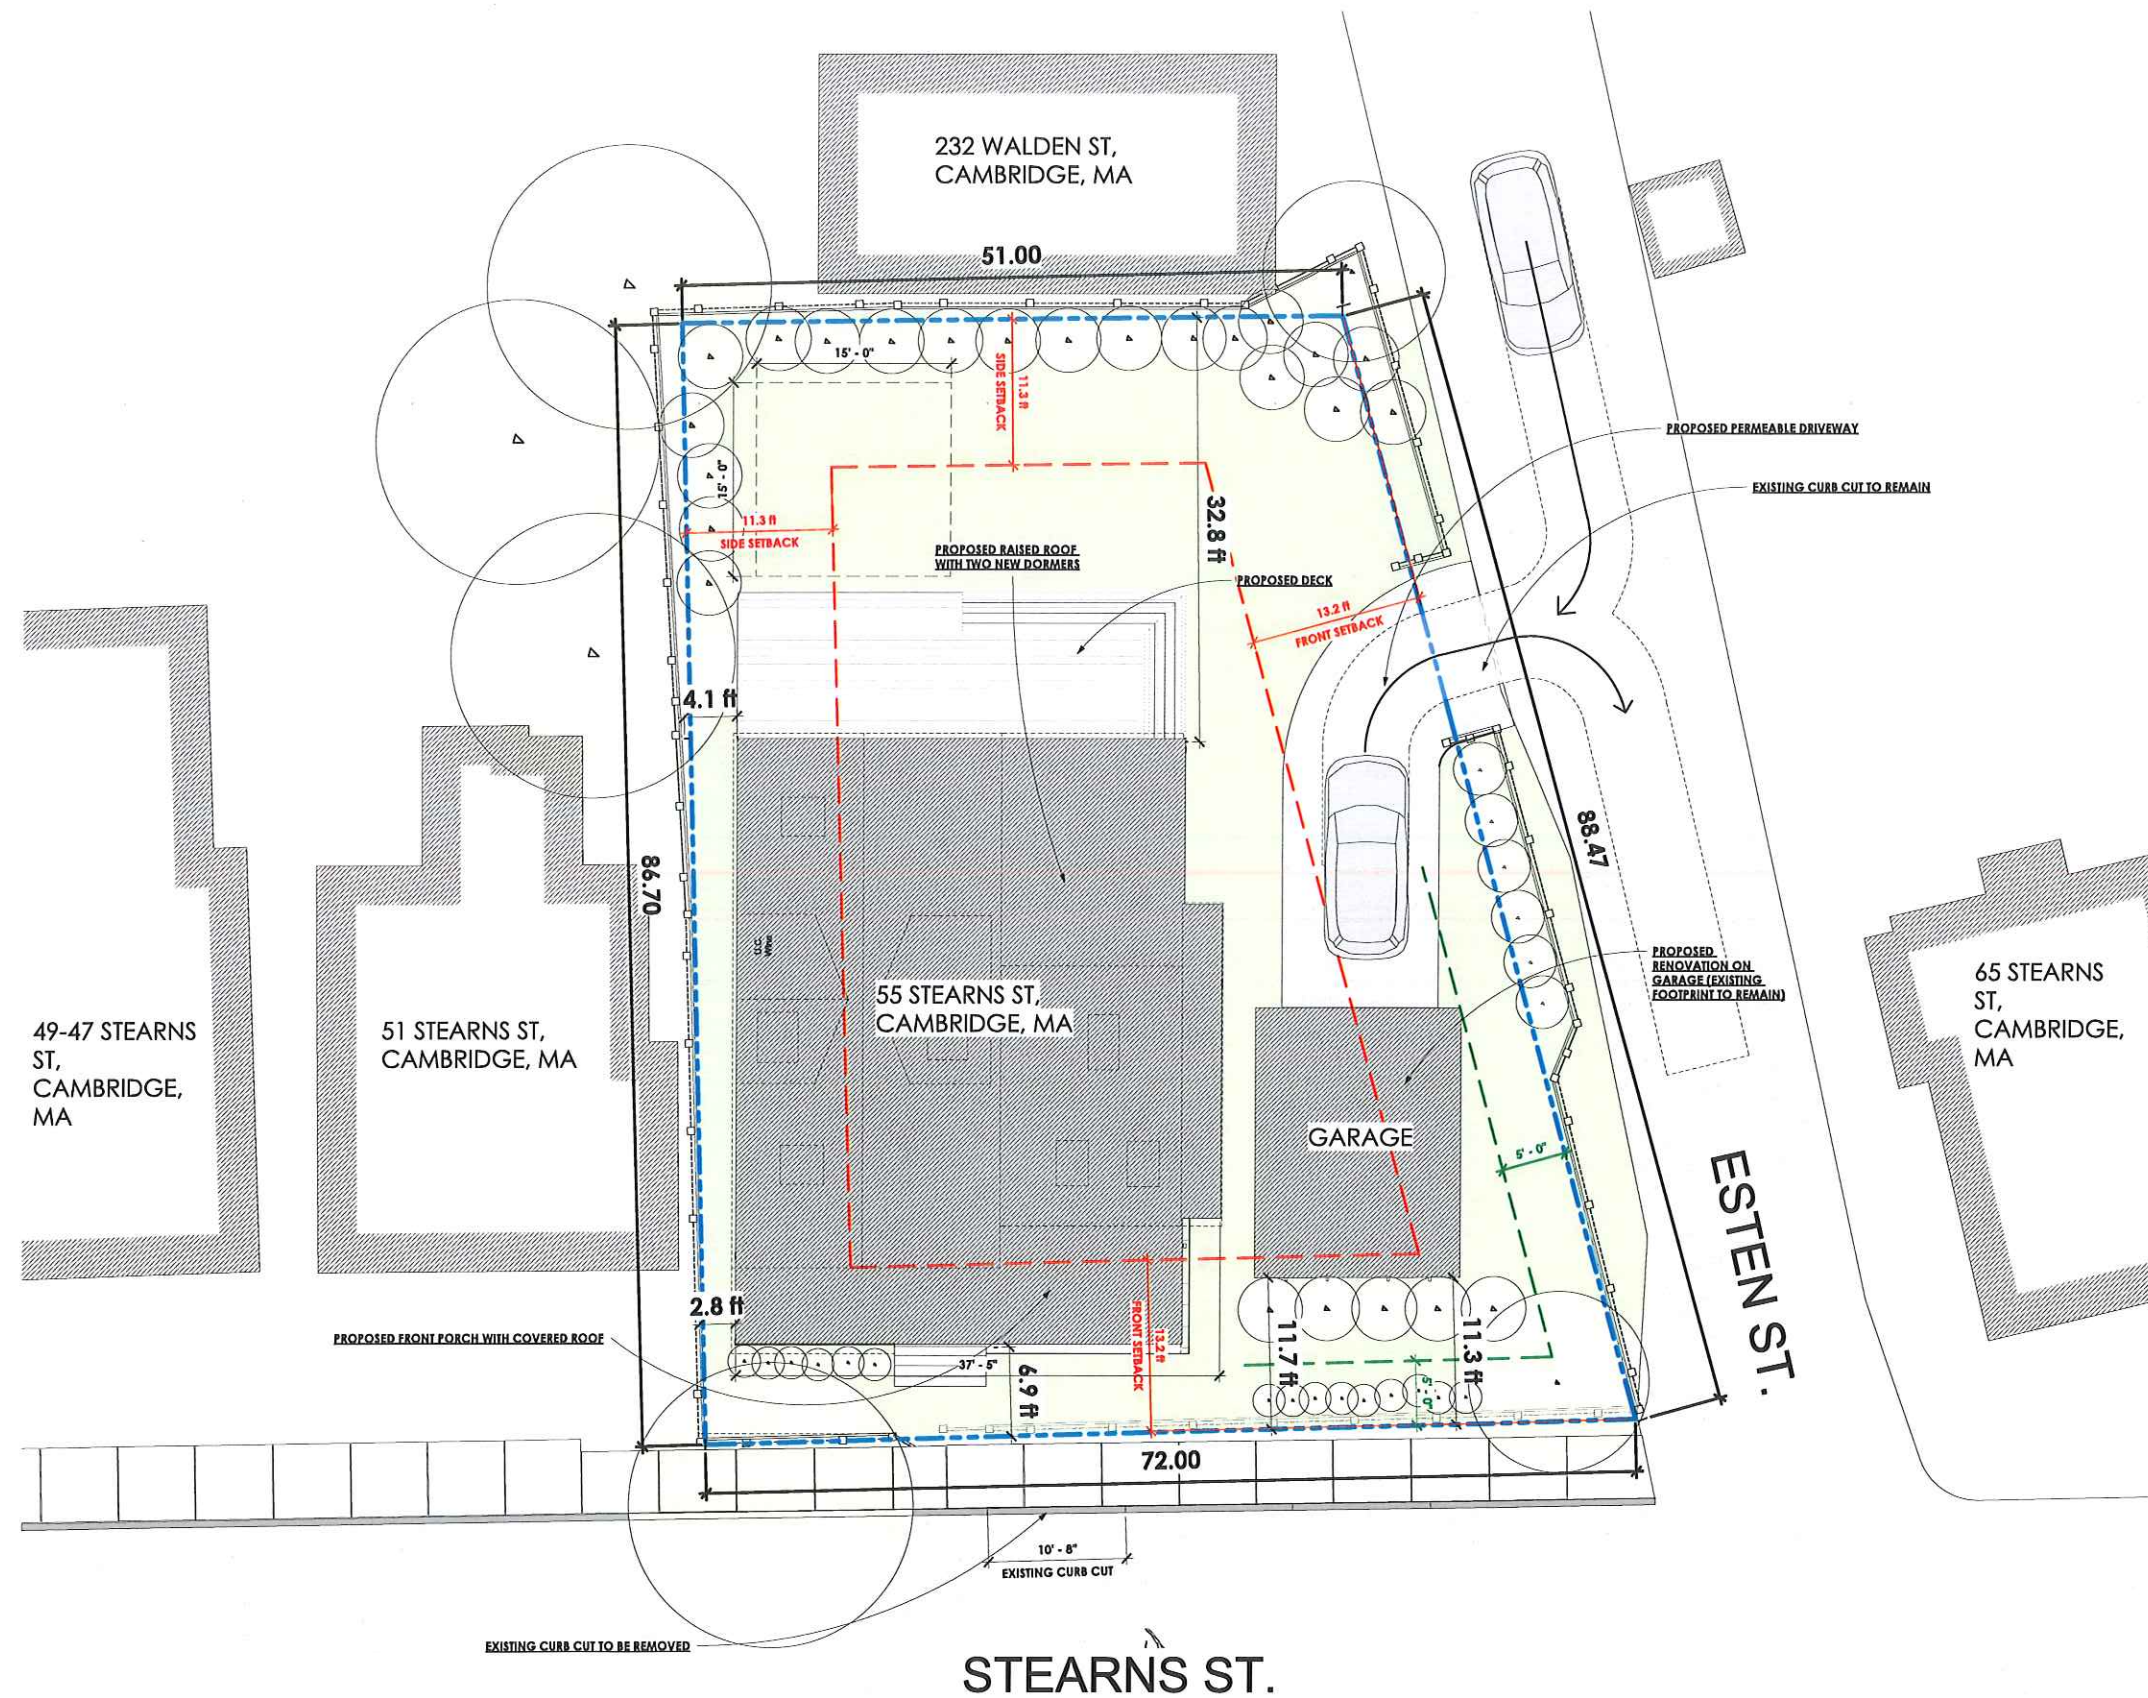 232 WALDEN ST,
CAMBRIDGE, MA
51.00
15' - 0"
11.3 ft
SIDE SETBACK
15' - 0"
32.8 ft
11.3 ft
SIDE SETBACK
PROPOSED PERMEABLE DRIVEWAY
EXISTING CURB CUT TO REMAIN
PROPOSED RAISED ROOF
WITH TWO NEW DORMERS
PROPOSED DECK
13.2 ft
FRONT SETBACK
4.1 ft
86.70
88.47
U.C.
Wine
55 STEARNS ST,
CAMBRIDGE, MA
PROPOSED
RENOVATION ON
GARAGE (EXISTING
FOOTPRINT TO REMAIN)
65 STEARNS
ST,
CAMBRIDGE,
MA
49-47 STEARNS
ST,
CAMBRIDGE,
MA
51 STEARNS ST,
CAMBRIDGE, MA
GARAGE
5' - 0"
ESTEN ST.
2.8 ft
PROPOSED FRONT PORCH WITH COVERED ROOF
37' - 5"
6.9 ft
13.2 ft
FRONT SETBACK
11.7 ft
11.3 ft
5' - 0"
72.00
10' - 8"
EXISTING CURB CUT
EXISTING CURB CUT TO BE REMOVED
STEARNS ST.